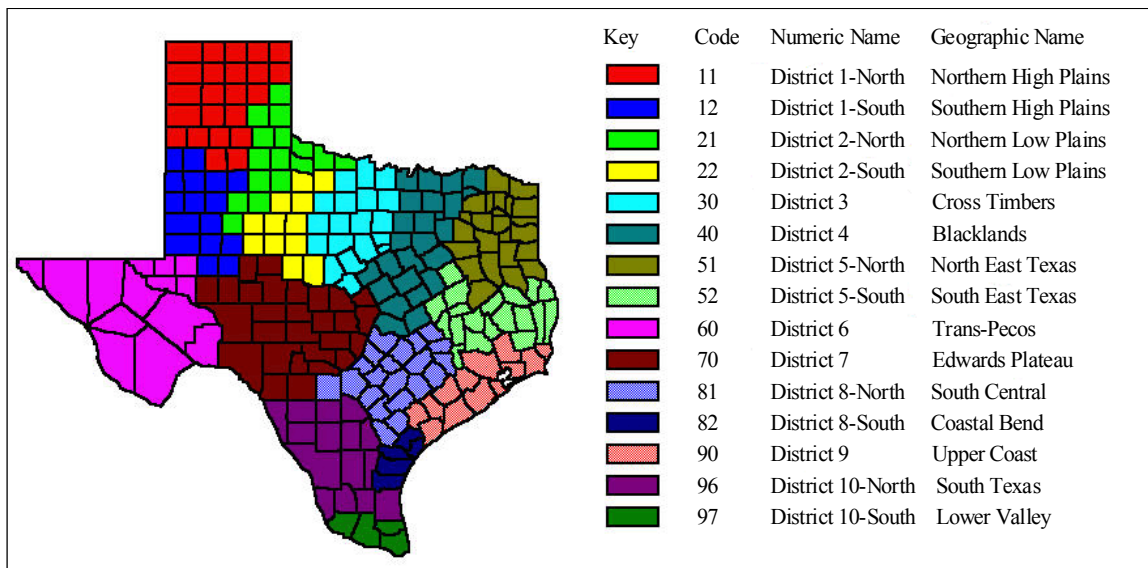 Key Code Numeric Name Geographic Name
11 District 1-North Northern High Plains
12 District 1-South Southern High Plains
21 District 2-North Northern Low Plains
22 District 2-South Southern Low Plains
30 District 3 Cross Timbers
40 District 4 Blacklands
51 District 5-North North East Texas
52 District 5-South South East Texas
60 District 6 Trans-Pecos
70 District 7 Edwards Plateau
81 District 8-North South Central
82 District 8-South Coastal Bend
90 District 9 Upper Coast
96 District 10-North South Texas
97 District 10-South Lower Valley